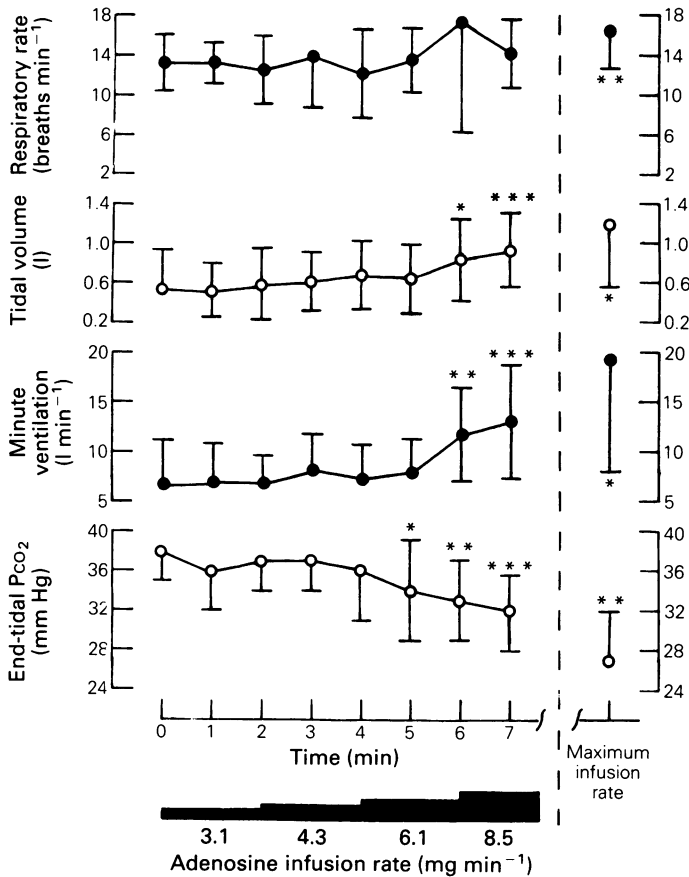 Respiratory rate
(breaths min⁻¹)
18
14
10
6
2
18
14
10
6
2
* *
Tidal volume
(l)
1.4
1.0
0.6
0.2
* * * *
1.4
1.0
0.6
0.2
*
Minute
ventilation
(l min⁻¹)
20
15
10
5
* * * * *
20
15
10
5
*
End-tidal PCO₂
(mm Hg)
40
36
32
28
24
* * * * * *
40
36
32
28
24
* *
0 1 2 3 4 5 6 7
Time (min)
Maximum
infusion
rate
3.1 4.3 6.1 8.5
Adenosine infusion rate (mg min⁻¹)